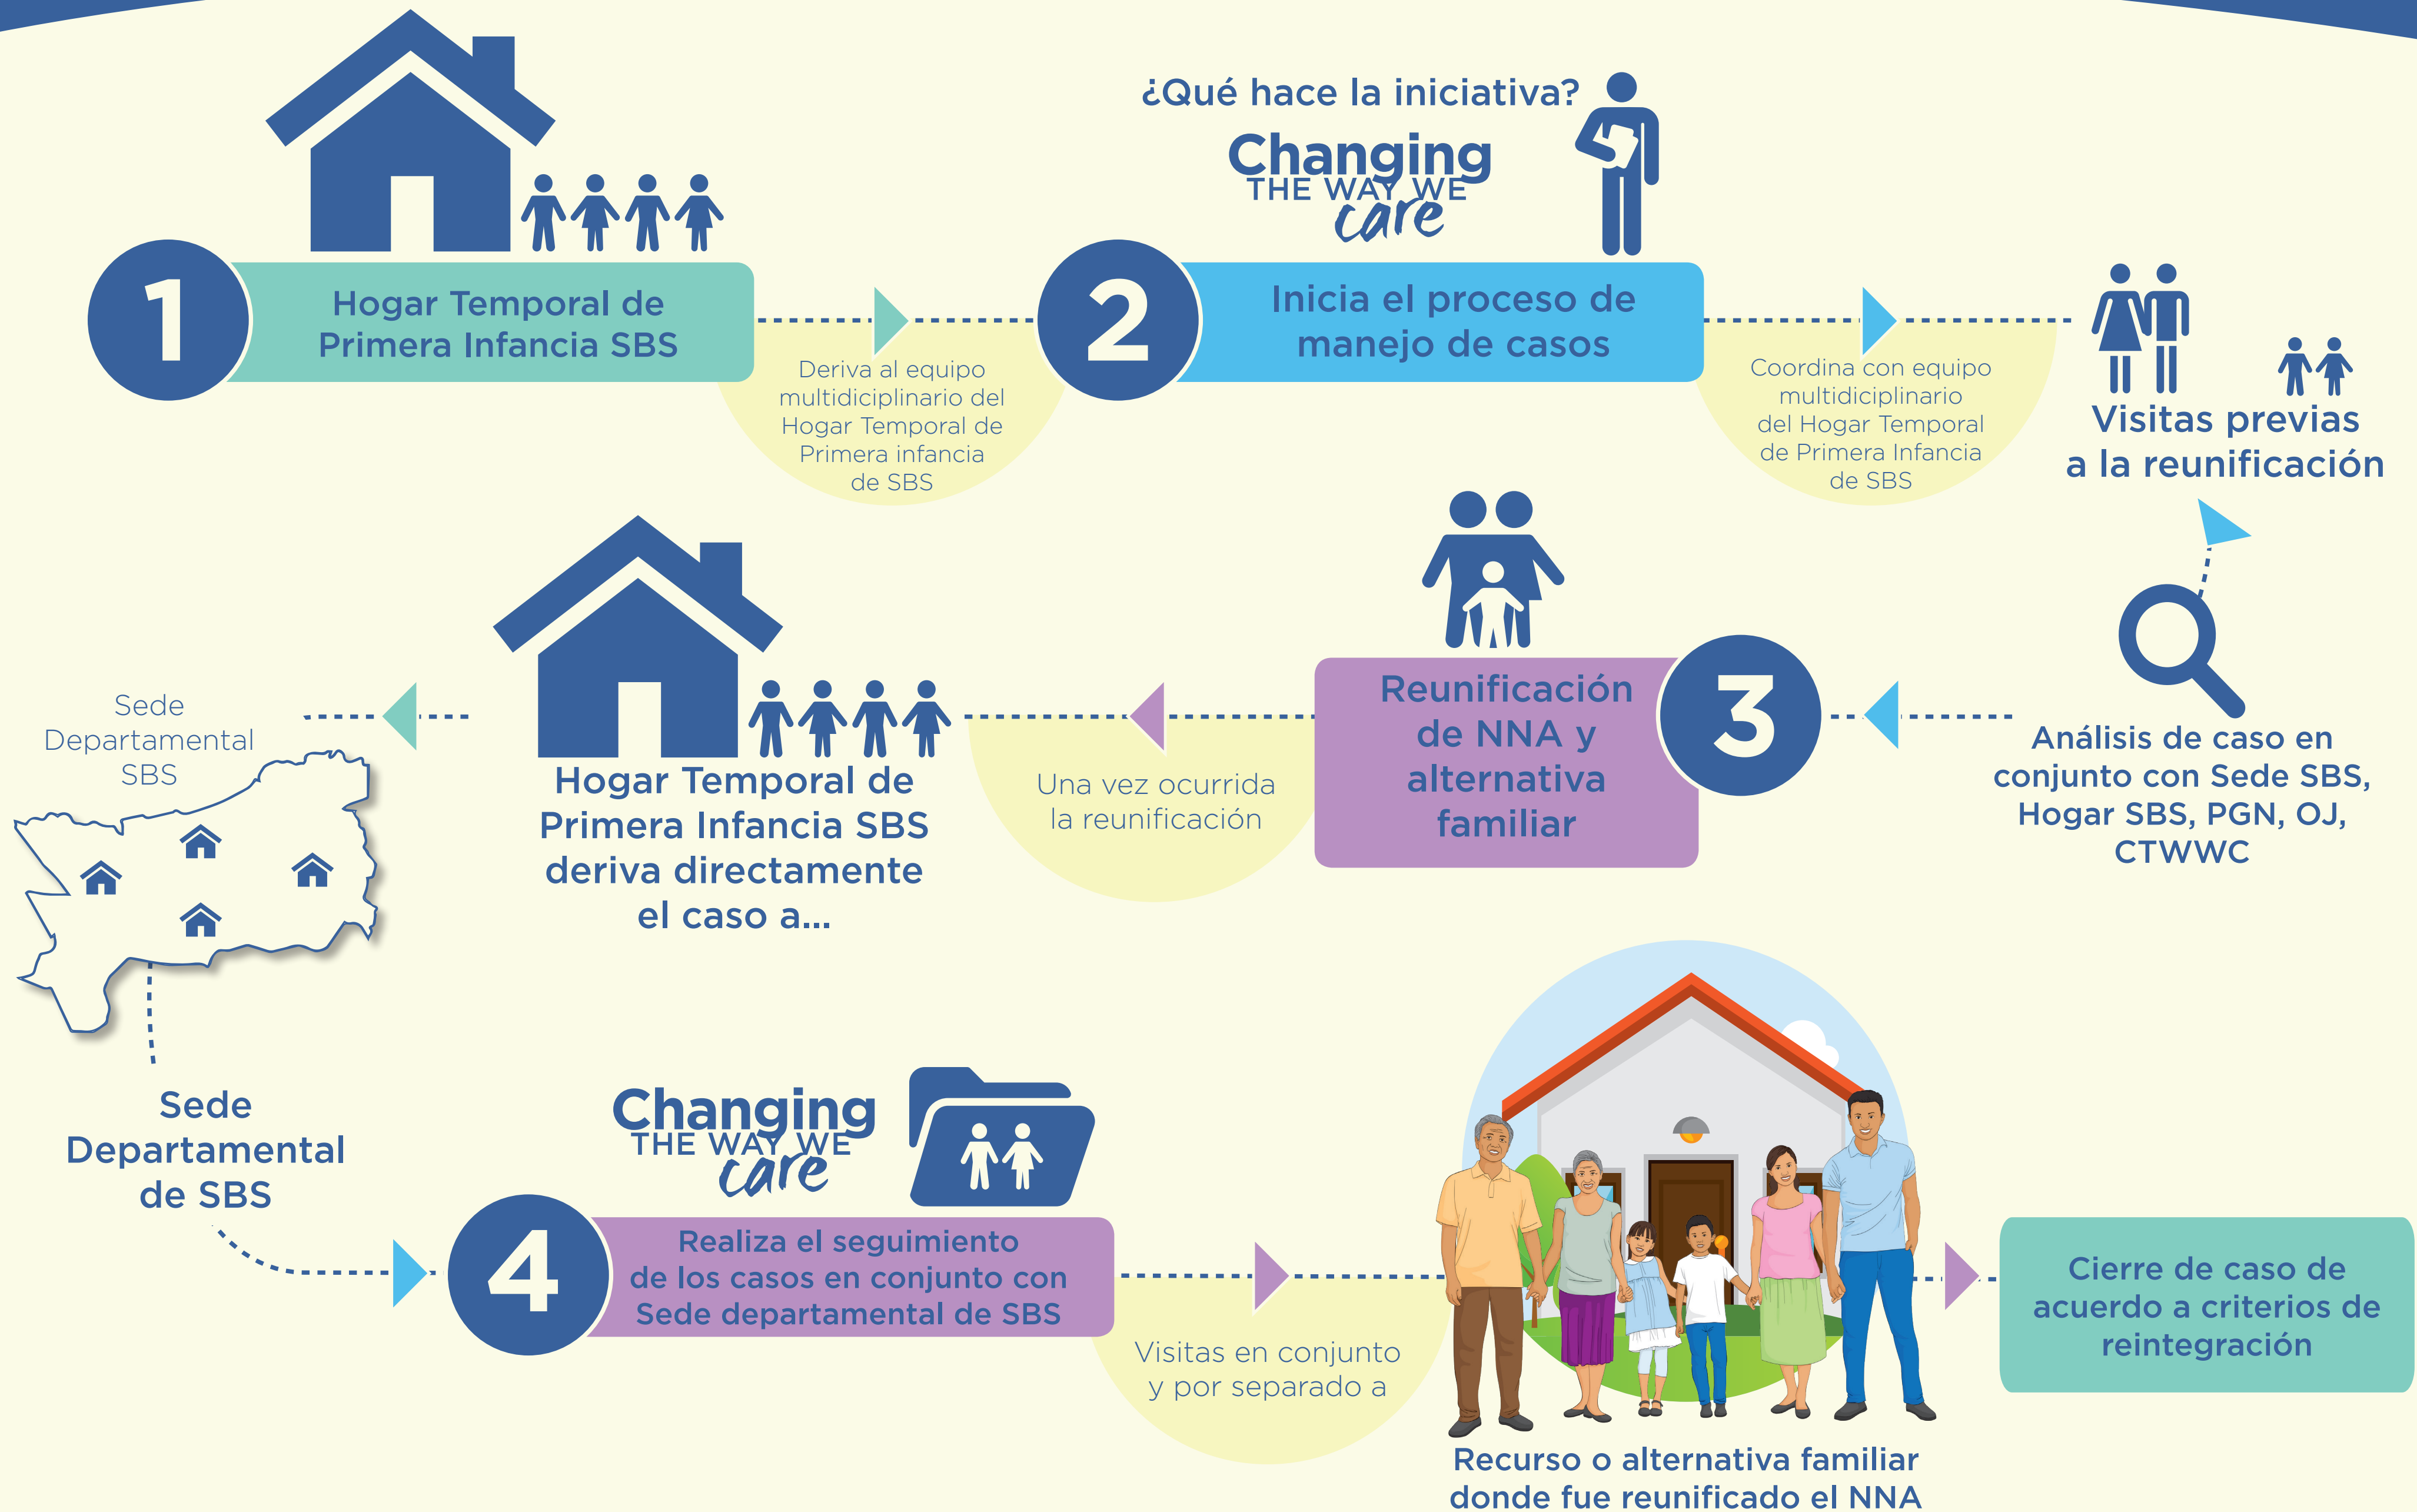 1
Hogar Temporal de
Primera Infancia SBS
Deriva al equipo
multidiciplinario del
Hogar Temporal de
Primera infancia
de SBS
¿Qué hace la iniciativa?
Changing
THE WAY WE
care
2
Inicia el proceso de
manejo de casos
Coordina con equipo
multidiciplinario
del Hogar Temporal
de Primera Infancia
de SBS
Visitas previas
a la reunificación
Análisis de caso en
conjunto con Sede SBS,
Hogar SBS, PGN, OJ,
CTWWC
3
Reunificación
de NNA y
alternativa
familiar
Una vez ocurrida
la reunificación
Hogar Temporal de
Primera Infancia SBS
deriva directamente
el caso a...
Sede
Departamental
SBS
Sede
Departamental
de SBS
Changing
THE WAY WE
care
4
Realiza el seguimiento
de los casos en conjunto con
Sede departamental de SBS
Visitas en conjunto
y por separado a
Recurso o alternativa familiar
donde fue reunificado el NNA
Cierre de caso de
acuerdo a criterios de
reintegración